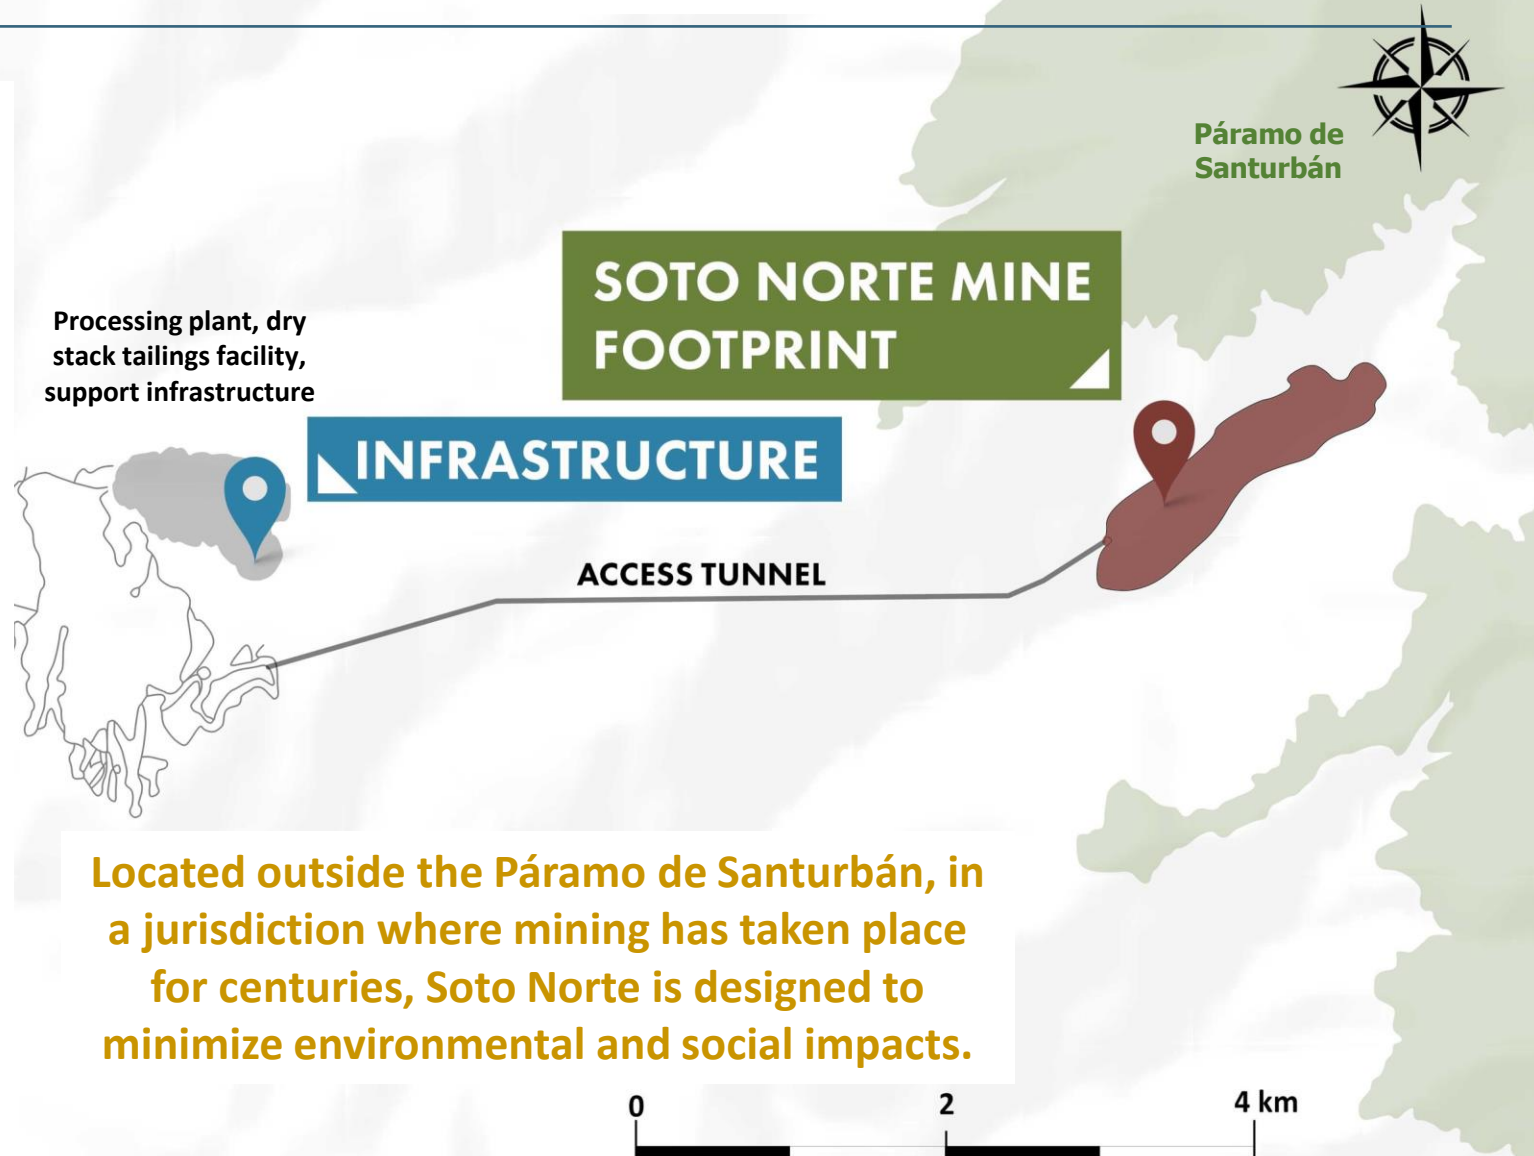 Páramo de
Santurbán
SOTO NORTE MINE
FOOTPRINT
Processing plant, dry
stack tailings facility,
support infrastructure
INFRASTRUCTURE
ACCESS TUNNEL
Located outside the Páramo de Santurbán, in
a jurisdiction where mining has taken place
for centuries, Soto Norte is designed to
minimize environmental and social impacts.
0 2 4 km